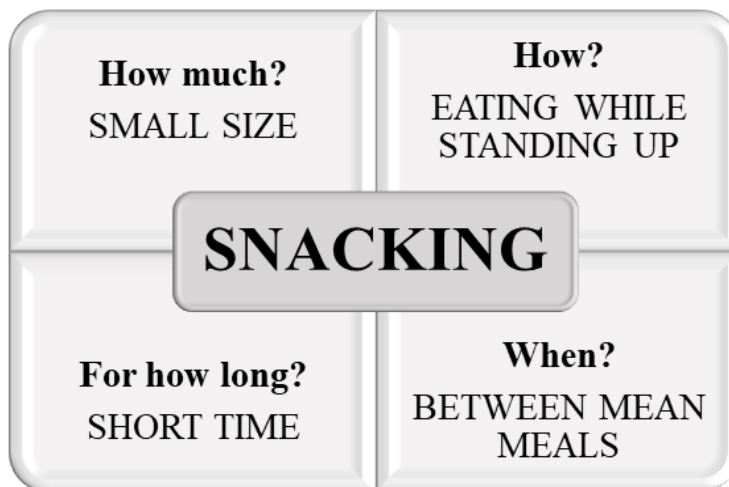 How much?
SMALL SIZE
How?
EATING WHILE
STANDING UP
SNACKING
For how long?
SHORT TIME
When?
BETWEEN MEAN
MEALS